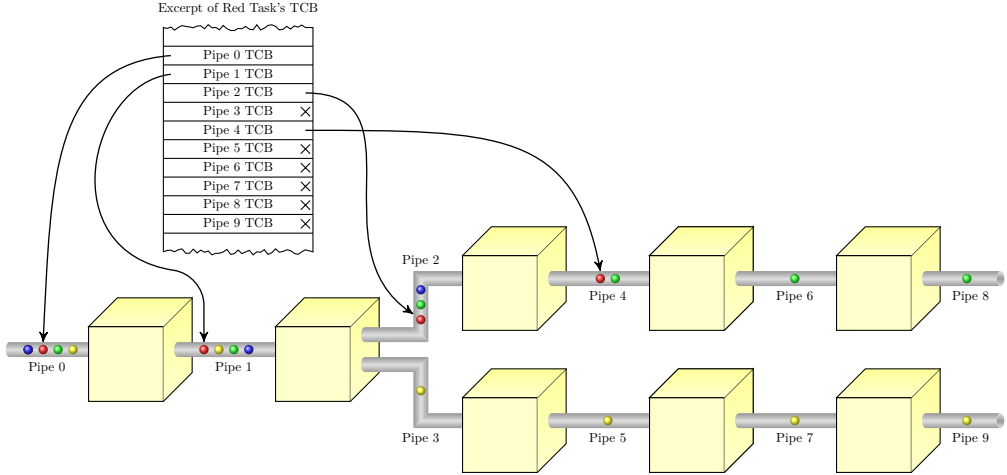 Excerpt of Red Task's TCB
Pipe 0 TCB
Pipe 1 TCB
Pipe 2 TCB
Pipe 3 TCB
Pipe 4 TCB
Pipe 5 TCB
Pipe 6 TCB
Pipe 7 TCB
Pipe 8 TCB
Pipe 9 TCB
Pipe 2
Pipe 4
Pipe 6
Pipe 8
Pipe 0
Pipe 1
Pipe 3
Pipe 5
Pipe 7
Pipe 9